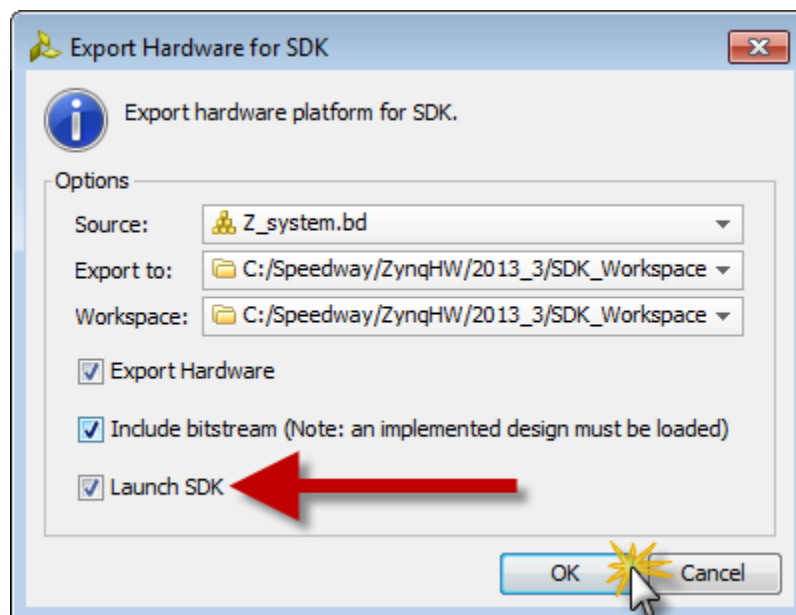 Export Hardware for SDK
Export hardware platform for SDK.
Options
Source: Z_system.bd
Export to: C:/Speedway/ZynqHW/2013_3/SDK_Workspace
Workspace: C:/Speedway/ZynqHW/2013_3/SDK_Workspace
Export Hardware
Include bitstream (Note: an implemented design must be loaded)
Launch SDK
OK Cancel